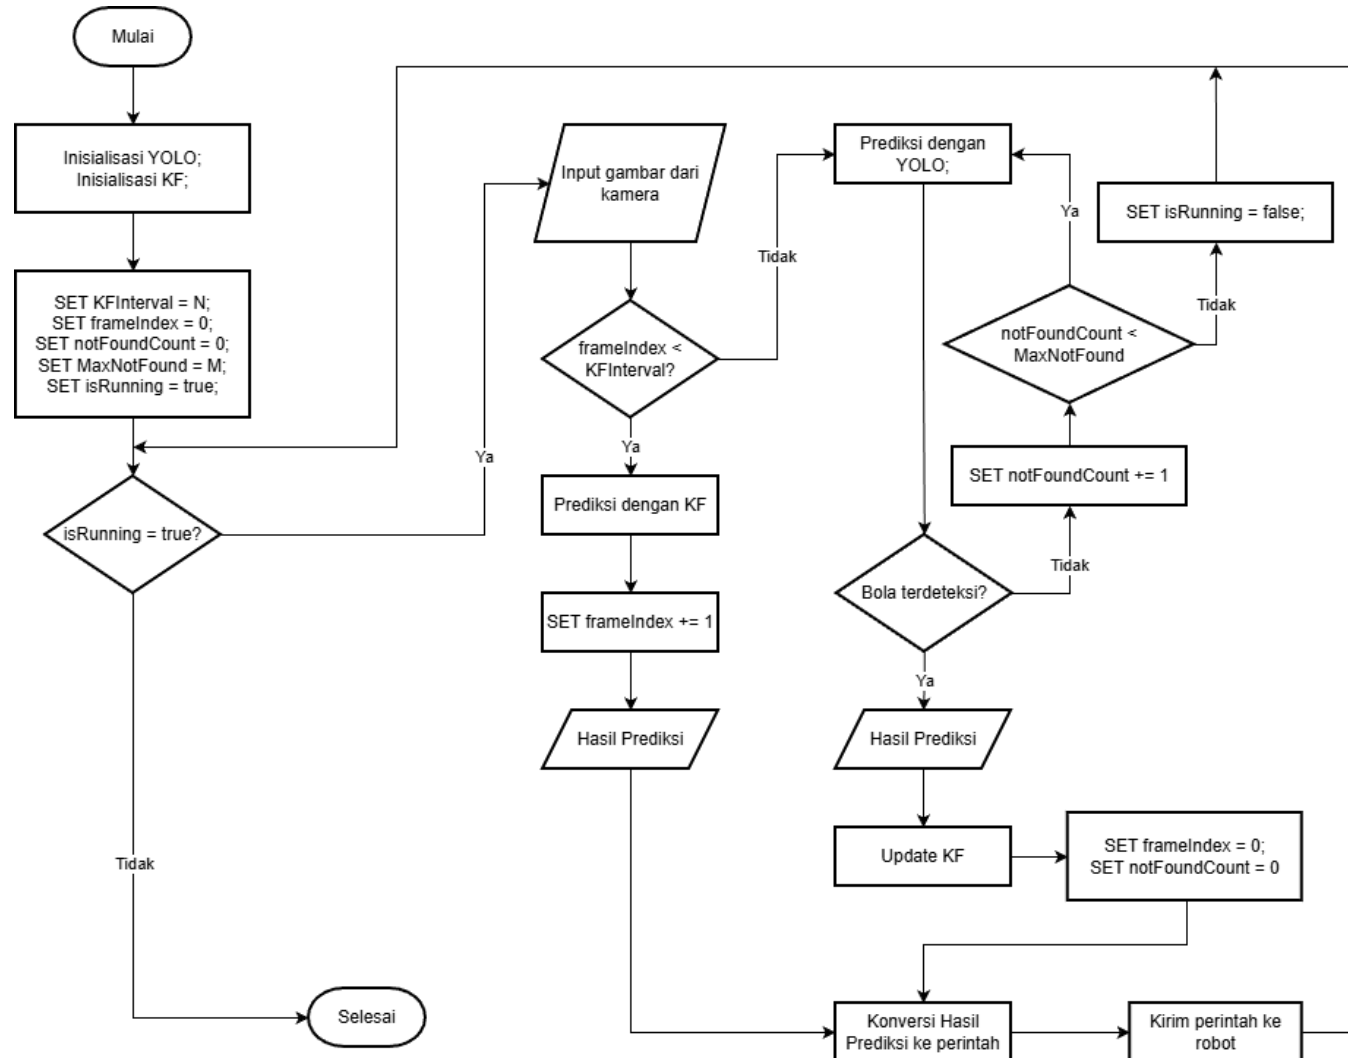 Mulai
Inisialisasi YOLO;
Inisialisasi KF;
SET KFInterval = N;
SET frameIndex = 0;
SET notFoundCount = 0;
SET MaxNotFound = M;
SET isRunning = true;
isRunning = true?
Ya
Tidak
Selesai
Input gambar dari
kamera
frameIndex <
KFInterval?
Tidak
Ya
Prediksi dengan KF
SET frameIndex += 1
Hasil Prediksi
Prediksi dengan
YOLO;
Bola terdeteksi?
Tidak
SET notFoundCount += 1
notFoundCount <
MaxNotFound
Ya
Tidak
SET isRunning = false;
Ya
Hasil Prediksi
Update KF
SET frameIndex = 0;
SET notFoundCount = 0
Konversi Hasil
Prediksi ke perintah
Kirim perintah ke
robot